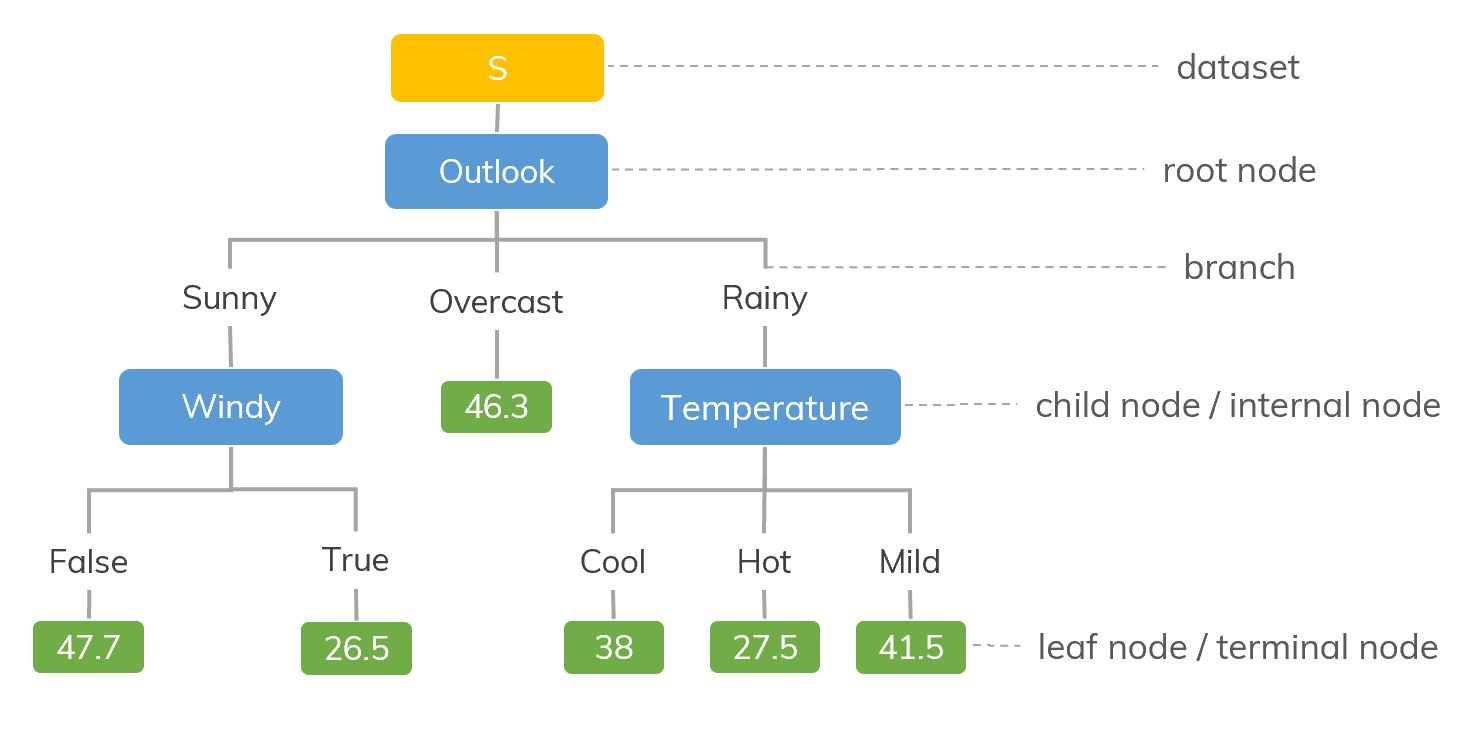 S
dataset
Outlook
root node
branch
Sunny
Overcast
Rainy
Windy
46.3
Temperature
child node / internal node
False
True
Cool
Hot
Mild
47.7
26.5
38
27.5
41.5
leaf node / terminal node